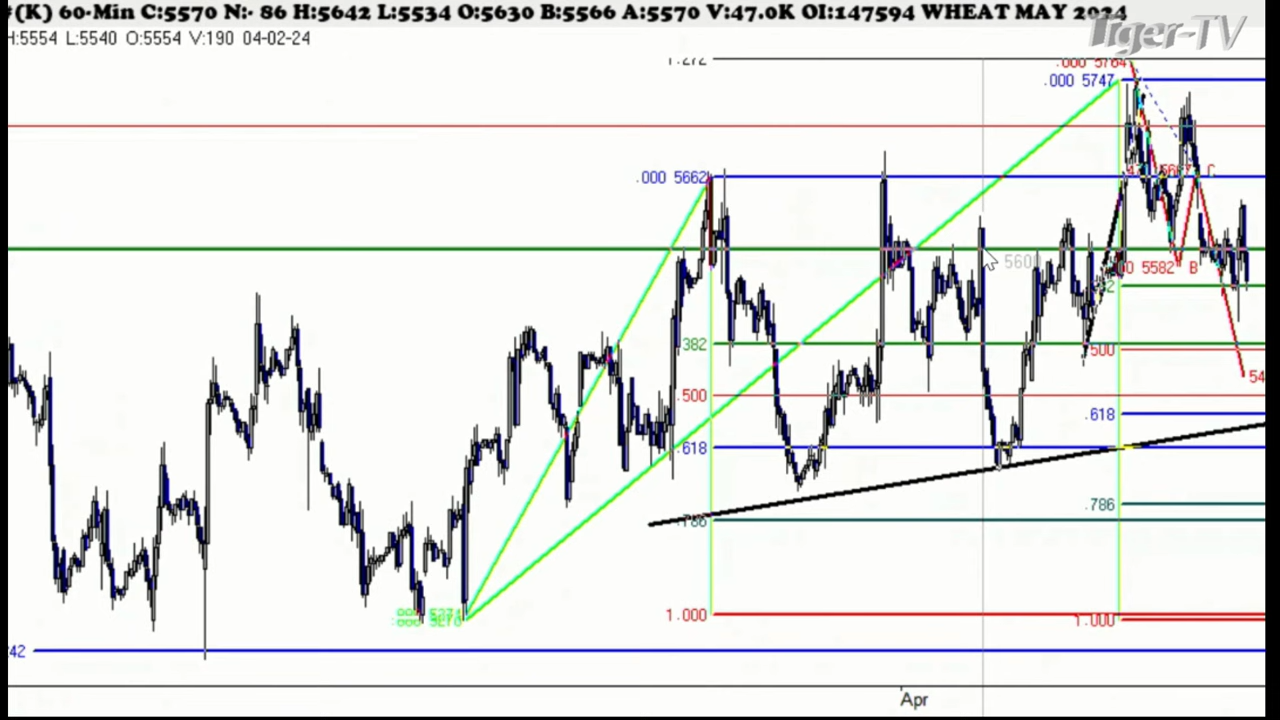 #(K) 60-Min C:5570 N:- 86 H:5642 L:5534 O:5630 B:5566 A:5570 V:47.0K OI:147594 WHEAT MAY 2024
H:5554 L:5540 O:5554 V:190 04-02-24
Tiger-TV
1.272
.000 5764
.000 5747
.000 5662
C
5600
5582 B
.382
.500
.500
54
.618
.618
.786
.786
1.000
1.000
42
Apr